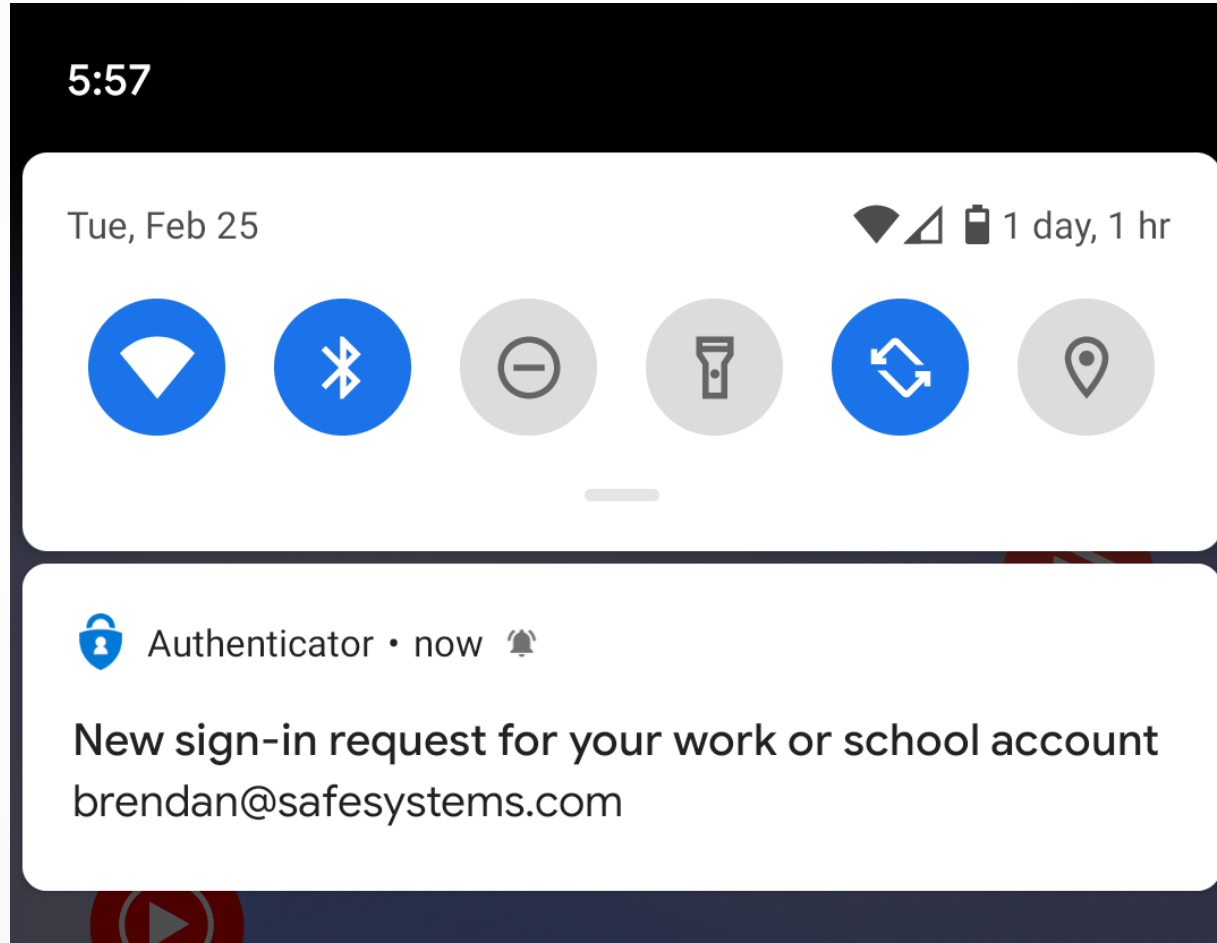 5:57
Tue, Feb 25
1 day, 1 hr
Authenticator • now
New sign-in request for your work or school account
brendan@safesystems.com